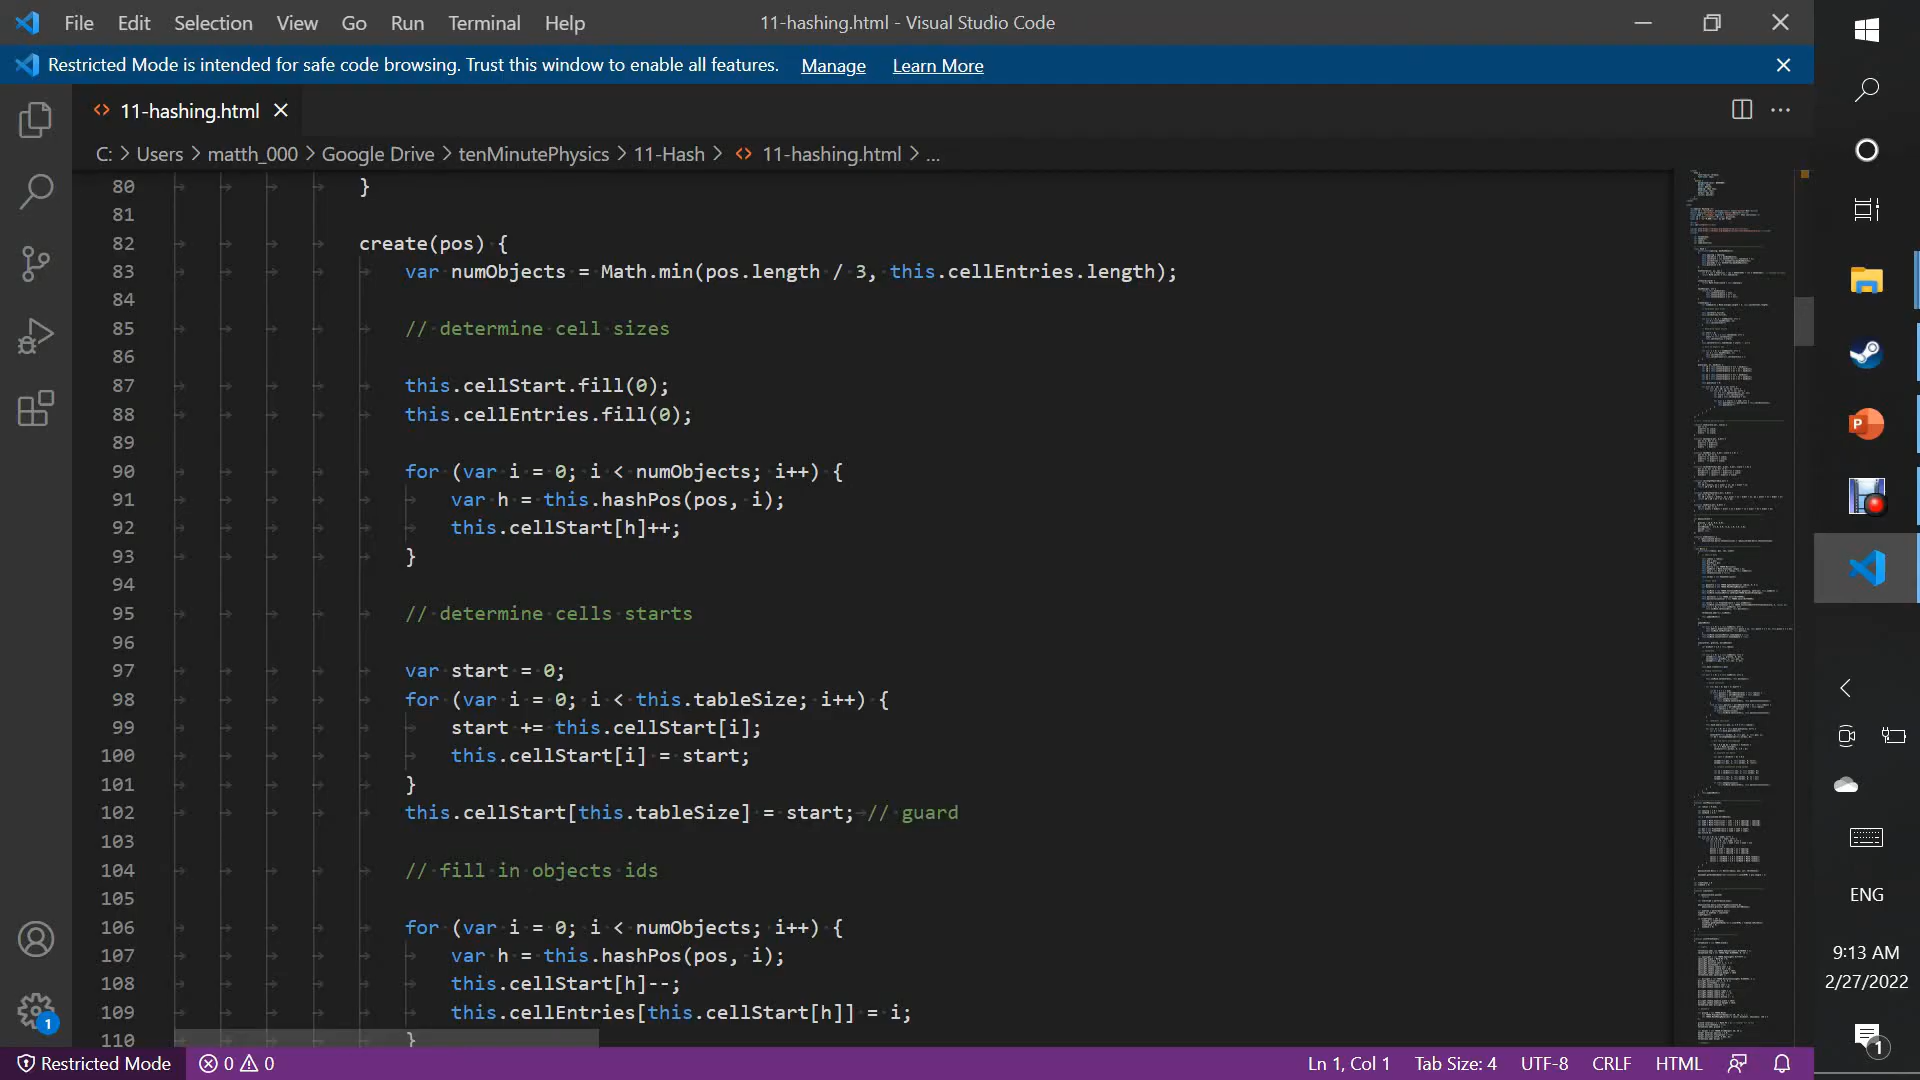 File Edit Selection View Go Run Terminal Help 11-hashing.html - Visual Studio Code
Restricted Mode is intended for safe code browsing. Trust this window to enable all features. Manage Learn More
11-hashing.html
C: > Users > matth_000 > Google Drive > tenMinutePhysics > 11-Hash > 11-hashing.html > ...
80 }
81
82 create(pos) {
83 var numObjects = Math.min(pos.length / 3, this.cellEntries.length);
84
85 // determine cell sizes
86
87 this.cellStart.fill(0);
88 this.cellEntries.fill(0);
89
90 for (var i = 0; i < numObjects; i++) {
91 var h = this.hashPos(pos, i);
92 this.cellStart[h]++;
93 }
94
95 // determine cells starts
96
97 var start = 0;
98 for (var i = 0; i < this.tableSize; i++) {
99 start += this.cellStart[i];
100 this.cellStart[i] = start;
101 }
102 this.cellStart[this.tableSize] = start; // guard
103
104 // fill in objects ids
105
106 for (var i = 0; i < numObjects; i++) {
107 var h = this.hashPos(pos, i);
108 this.cellStart[h]--;
109 this.cellEntries[this.cellStart[h]] = i;
110 }
1
Restricted Mode 0 0 Ln 1, Col 1 Tab Size: 4 UTF-8 CRLF HTML
P
ENG
9:13 AM
2/27/2022
1